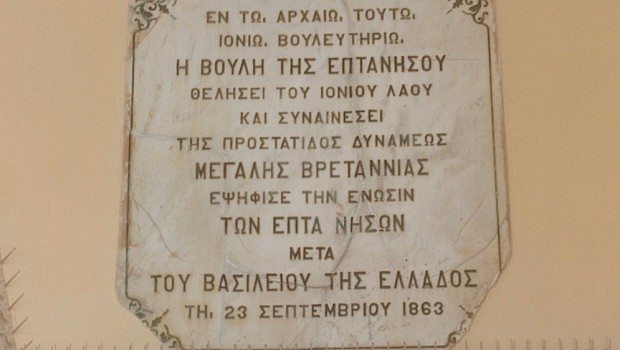 ΕΝ ΤΩ, ΑΡΧΑΙΩ, ΤΟΥΤΩ,
ΙΟΝΙΩ, ΒΟΥΛΕΥΤΗΡΙΩ,
Η ΒΟΥΛΗ ΤΗΣ ΕΠΤΑΝΗΣΟΥ
ΘΕΛΗΣΕΙ ΤΟΥ ΙΟΝΙΟΥ ΛΑΟΥ
ΚΑΙ ΣΥΝΑΙΝΕΣΕΙ
ΤΗΣ ΠΡΟΣΤΑΤΙΔΟΣ ΔΥΝΑΜΕΩΣ
ΜΕΓΑΛΗΣ ΒΡΕΤΑΝΝΙΑΣ
ΕΨΗΦΙΣΕ ΤΗΝ ΕΝΩΣΙΝ
ΤΩΝ ΕΠΤΑ ΝΗΣΩΝ
ΜΕΤΑ
ΤΟΥ ΒΑΣΙΛΕΙΟΥ ΤΗΣ ΕΛΛΑΔΟΣ
ΤΗ, 23 ΣΕΠΤΕΜΒΡΙΟΥ 1863